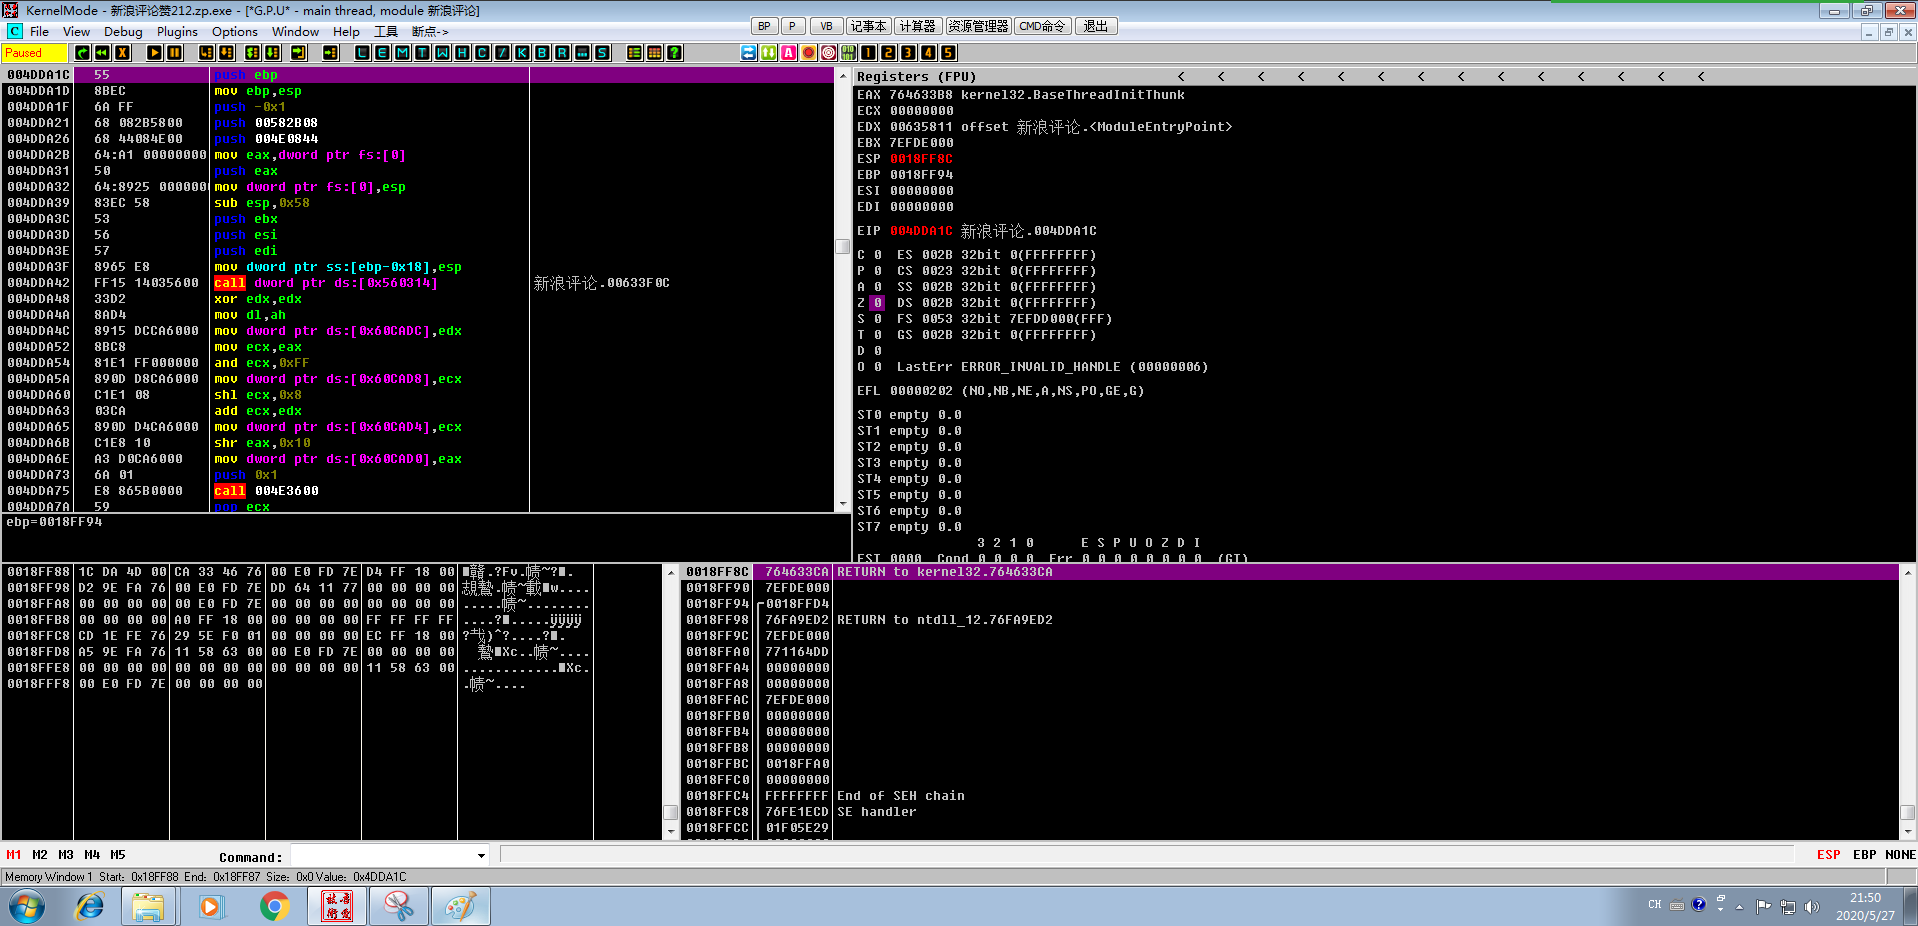 KernelMode - 新浪评论赞212.zp.exe - [*G.P.U* - main thread, module 新浪评论]
File View Debug Plugins Options Window Help 工具 断点->
BP P VB 记事本 计算器 资源管理器 CMD命令 退出
Paused
L E M T W H C / K B R ... S
1 2 3 4 5
004DDA1C 55 push ebp
004DDA1D 8BEC mov ebp,esp
004DDA1F 6A FF push -0x1
004DDA21 68 082B5800 push 00582B08
004DDA26 68 44084E00 push 004E0844
004DDA2B 64:A1 00000000 mov eax,dword ptr fs:[0]
004DDA31 50 push eax
004DDA32 64:8925 0000000 mov dword ptr fs:[0],esp
004DDA39 83EC 58 sub esp,0x58
004DDA3C 53 push ebx
004DDA3D 56 push esi
004DDA3E 57 push edi
004DDA3F 8965 E8 mov dword ptr ss:[ebp-0x18],esp
004DDA42 FF15 14035600 call dword ptr ds:[0x560314] 新浪评论.00633F0C
004DDA48 33D2 xor edx,edx
004DDA4A 8AD4 mov dl,ah
004DDA4C 8915 DCCA6000 mov dword ptr ds:[0x60CADC],edx
004DDA52 8BC8 mov ecx,eax
004DDA54 81E1 FF000000 and ecx,0xFF
004DDA5A 890D D8CA6000 mov dword ptr ds:[0x60CAD8],ecx
004DDA60 C1E1 08 shl ecx,0x8
004DDA63 03CA add ecx,edx
004DDA65 890D D4CA6000 mov dword ptr ds:[0x60CAD4],ecx
004DDA6B C1E8 10 shr eax,0x10
004DDA6E A3 D0CA6000 mov dword ptr ds:[0x60CAD0],eax
004DDA73 6A 01 push 0x1
004DDA75 E8 865B0000 call 004E3600
004DDA7A 59 pop ecx
ebp=0018FF94
Registers (FPU) < < < < < < < < < < < < < <
EAX 764633B8 kernel32.BaseThreadInitThunk
ECX 00000000
EDX 00635811 offset 新浪评论.<ModuleEntryPoint>
EBX 7EFDE000
ESP 0018FF8C
EBP 0018FF94
ESI 00000000
EDI 00000000
EIP 004DDA1C 新浪评论.004DDA1C
C 0 ES 002B 32bit 0(FFFFFFFF)
P 0 CS 0023 32bit 0(FFFFFFFF)
A 0 SS 002B 32bit 0(FFFFFFFF)
Z 0 DS 002B 32bit 0(FFFFFFFF)
S 0 FS 0053 32bit 7EFDD000(FFF)
T 0 GS 002B 32bit 0(FFFFFFFF)
D 0
O 0 LastErr ERROR_INVALID_HANDLE (00000006)
EFL 00000202 (NO,NB,NE,A,NS,PO,GE,G)
ST0 empty 0.0
ST1 empty 0.0
ST2 empty 0.0
ST3 empty 0.0
ST4 empty 0.0
ST5 empty 0.0
ST6 empty 0.0
ST7 empty 0.0
3 2 1 0 E S P U O Z D I
FST 0000 Cond 0 0 0 0 Err 0 0 0 0 0 0 0 0 (GT)
0018FF88 1C DA 4D 00 CA 33 46 76 00 E0 FD 7E D4 FF 18 00
0018FF98 D2 9E FA 76 00 E0 FD 7E DD 64 11 77 00 00 00 00
0018FFA8 00 00 00 00 00 E0 FD 7E 00 00 00 00 00 00 00 00
0018FFB8 00 00 00 00 A0 FF 18 00 00 00 00 00 FF FF FF FF
0018FFC8 CD 1E FE 76 29 5E F0 01 00 00 00 00 EC FF 18 00
0018FFD8 A5 9E FA 76 11 58 63 00 00 E0 FD 7E 00 00 00 00
0018FFE8 00 00 00 00 00 00 00 00 00 00 00 00 11 58 63 00
0018FFF8 00 E0 FD 7E 00 00 00 00
0018FF8C 764633CA RETURN to kernel32.764633CA
0018FF90 7EFDE000
0018FF94 0018FFD4
0018FF98 76FA9ED2 RETURN to ntdll_12.76FA9ED2
0018FF9C 7EFDE000
0018FFA0 771164DD
0018FFA4 00000000
0018FFA8 00000000
0018FFAC 7EFDE000
0018FFB0 00000000
0018FFB4 00000000
0018FFB8 00000000
0018FFBC 0018FFA0
0018FFC0 00000000
0018FFC4 FFFFFFFF End of SEH chain
0018FFC8 76FE1ECD SE handler
0018FFCC 01F05E29
M1 M2 M3 M4 M5 Command: ESP EBP NONE
Memory Window 1 Start: 0x18FF88 End: 0x18FF87 Size: 0x0 Value: 0x4DDA1C
CH
21:50
2020/5/27